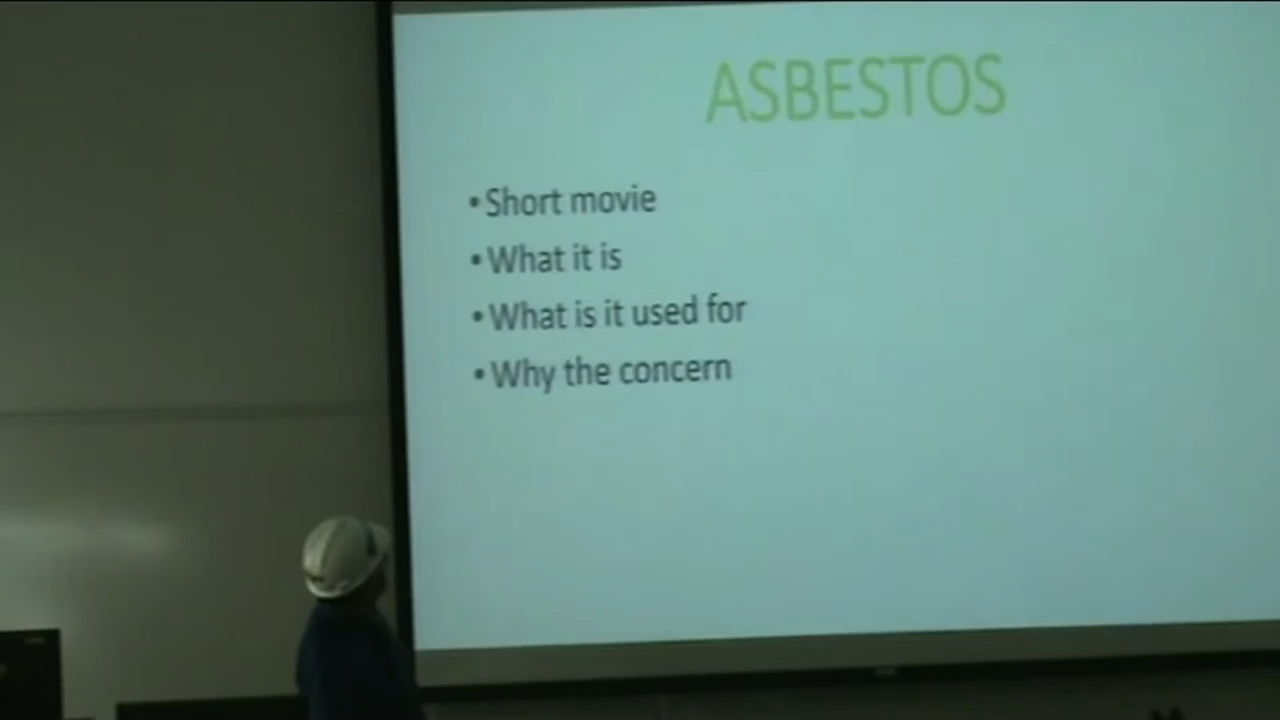 ASBESTOS
• Short movie
• What it is
• What is it used for
• Why the concern